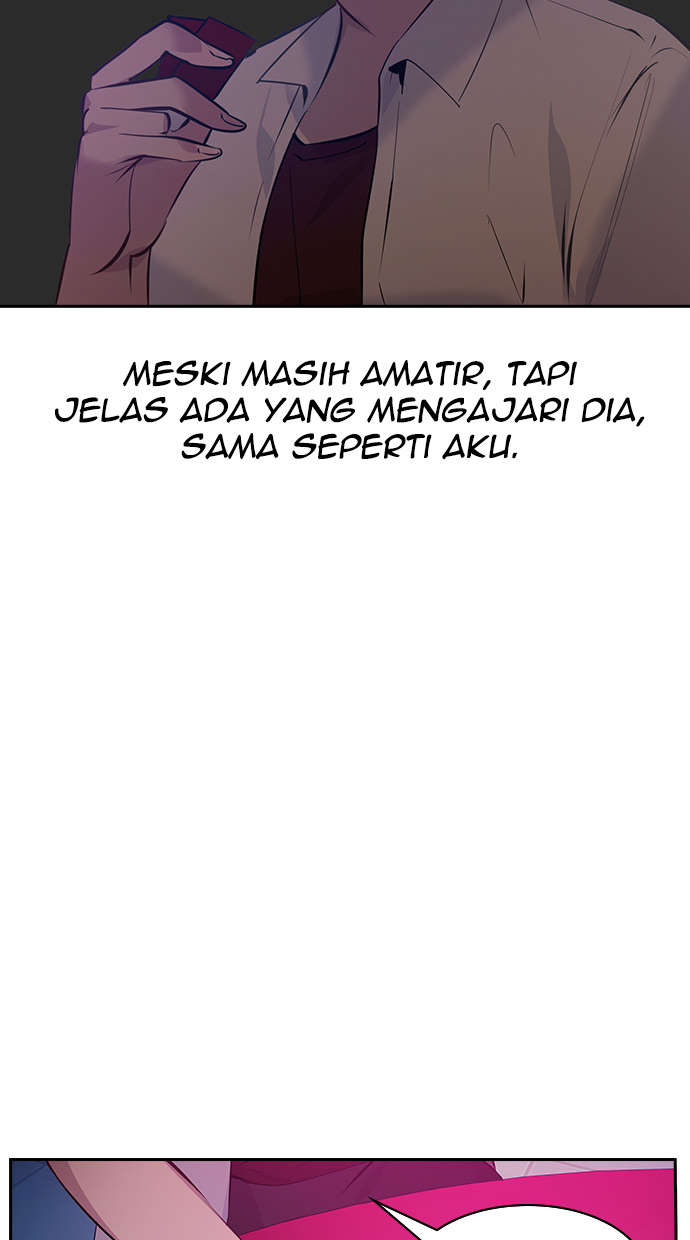 MESKI MASIH AMATIR, TAPI
JELAS ADA YANG MENGAJARI DIA,
SAMA SEPERTI AKU.